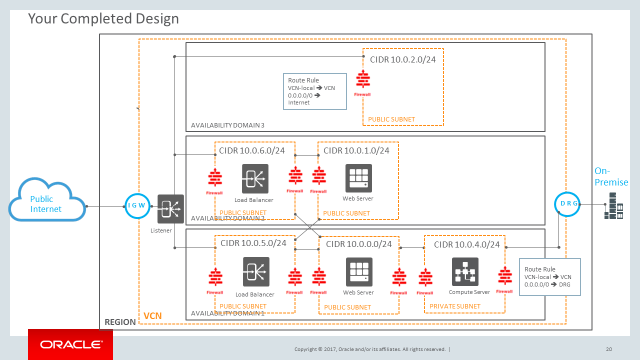 Your Completed Design
CIDR 10.0.2.0/24
Route Rule
VCN-local → VCN
0.0.0.0/0 →
Internet
Firewall
PUBLIC SUBNET
AVAILABILITY DOMAIN 3
CIDR 10.0.6.0/24
CIDR 10.0.1.0/24
Firewall
Load Balancer
Firewall
Firewall
Web Server
PUBLIC SUBNET
PUBLIC SUBNET
AVAILABILITY DOMAIN 2
On-
Premise
Public
Internet
IGW
Listener
DRG
CIDR 10.0.5.0/24
CIDR 10.0.0.0/24
CIDR 10.0.4.0/24
Firewall
Load Balancer
Firewall
Firewall
Web Server
Firewall
Firewall
Compute Server
Firewall
Route Rule
VCN-local → VCN
0.0.0.0/0 → DRG
PUBLIC SUBNET
PUBLIC SUBNET
PRIVATE SUBNET
AVAILABILITY DOMAIN 1
VCN
REGION
ORACLE
Copyright © 2017, Oracle and/or its affiliates. All rights reserved. |
20